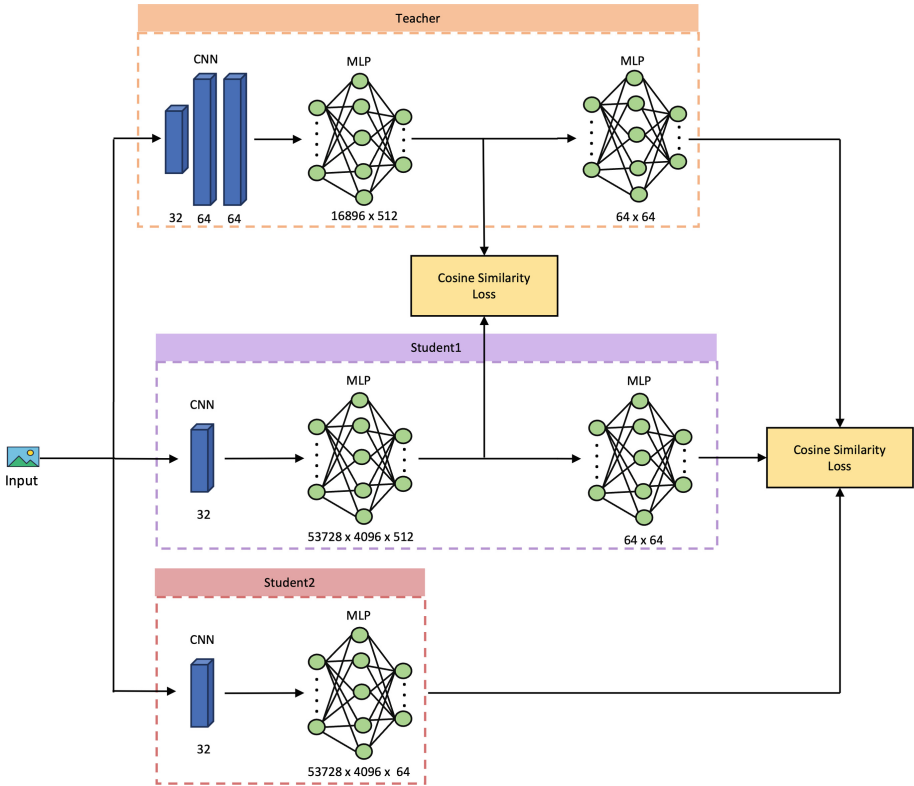 Teacher
CNN
MLP
MLP
32 64 64
16896 x 512
64 x 64
Cosine Similarity
Loss
Student1
CNN
MLP
MLP
32
53728 x 4096 x 512
64 x 64
Input
Cosine Similarity
Loss
Student2
CNN
MLP
32
53728 x 4096 x 64